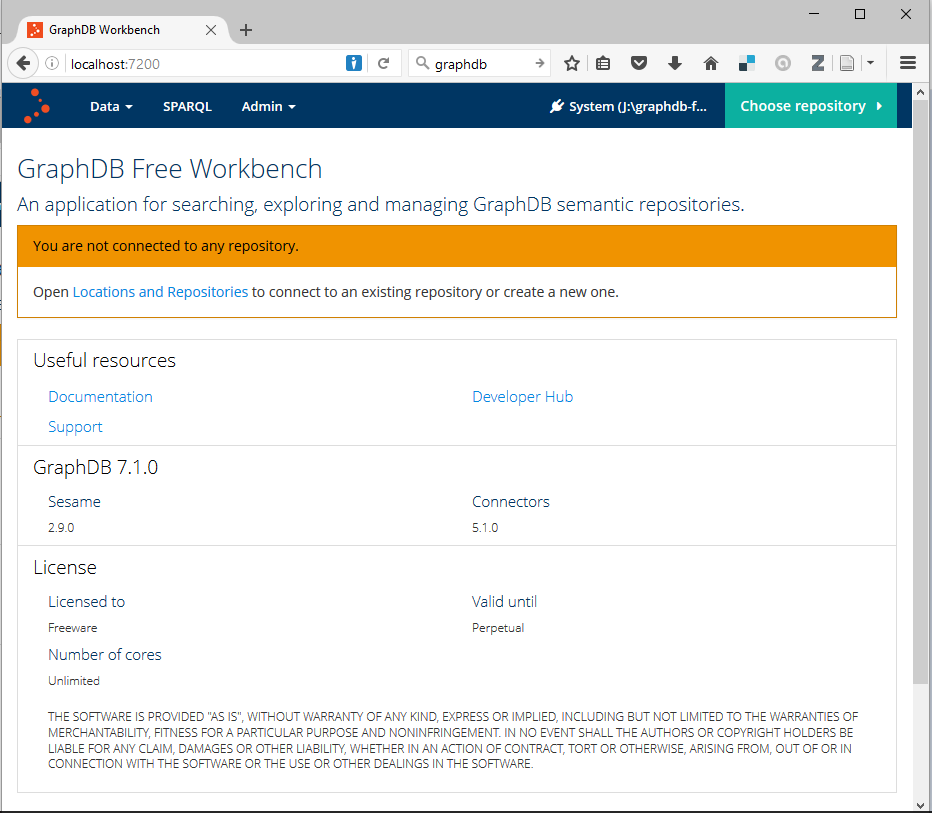 GraphDB Workbench
localhost:7200
graphdb
Data
SPARQL
Admin
System (J:\graphdb-f...
Choose repository
GraphDB Free Workbench
An application for searching, exploring and managing GraphDB semantic repositories.
You are not connected to any repository.
Open Locations and Repositories to connect to an existing repository or create a new one.
Useful resources
Documentation
Developer Hub
Support
GraphDB 7.1.0
Sesame
Connectors
2.9.0
5.1.0
License
Licensed to
Valid until
Freeware
Perpetual
Number of cores
Unlimited
THE SOFTWARE IS PROVIDED "AS IS", WITHOUT WARRANTY OF ANY KIND, EXPRESS OR IMPLIED, INCLUDING BUT NOT LIMITED TO THE WARRANTIES OF
MERCHANTABILITY, FITNESS FOR A PARTICULAR PURPOSE AND NONINFRINGEMENT. IN NO EVENT SHALL THE AUTHORS OR COPYRIGHT HOLDERS BE
LIABLE FOR ANY CLAIM, DAMAGES OR OTHER LIABILITY, WHETHER IN AN ACTION OF CONTRACT, TORT OR OTHERWISE, ARISING FROM, OUT OF OR IN
CONNECTION WITH THE SOFTWARE OR THE USE OR OTHER DEALINGS IN THE SOFTWARE.